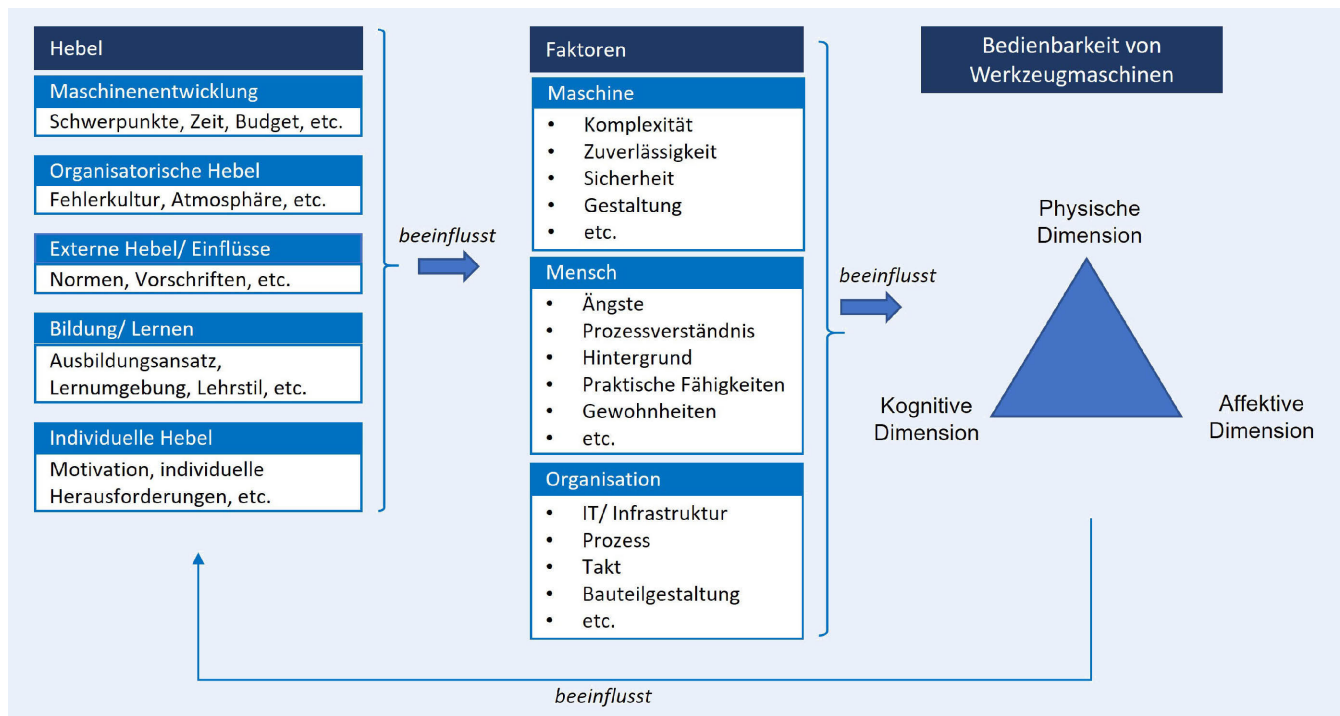 Hebel
Maschinenentwicklung
Schwerpunkte, Zeit, Budget, etc.
Organisatorische Hebel
Fehlerkultur, Atmosphäre, etc.
Externe Hebel/ Einflüsse
Normen, Vorschriften, etc.
Bildung/ Lernen
Ausbildungsansatz,
Lernumgebung, Lehrstil, etc.
Individuelle Hebel
Motivation, individuelle
Herausforderungen, etc.
beeinflusst
Faktoren
Maschine
• Komplexität
• Zuverlässigkeit
• Sicherheit
• Gestaltung
• etc.
Mensch
• Ängste
• Prozessverständnis
• Hintergrund
• Praktische Fähigkeiten
• Gewohnheiten
• etc.
Organisation
• IT/ Infrastruktur
• Prozess
• Takt
• Bauteilgestaltung
• etc.
beeinflusst
Bedienbarkeit von
Werkzeugmaschinen
Physische
Dimension
Kognitive
Dimension
Affektive
Dimension
beeinflusst